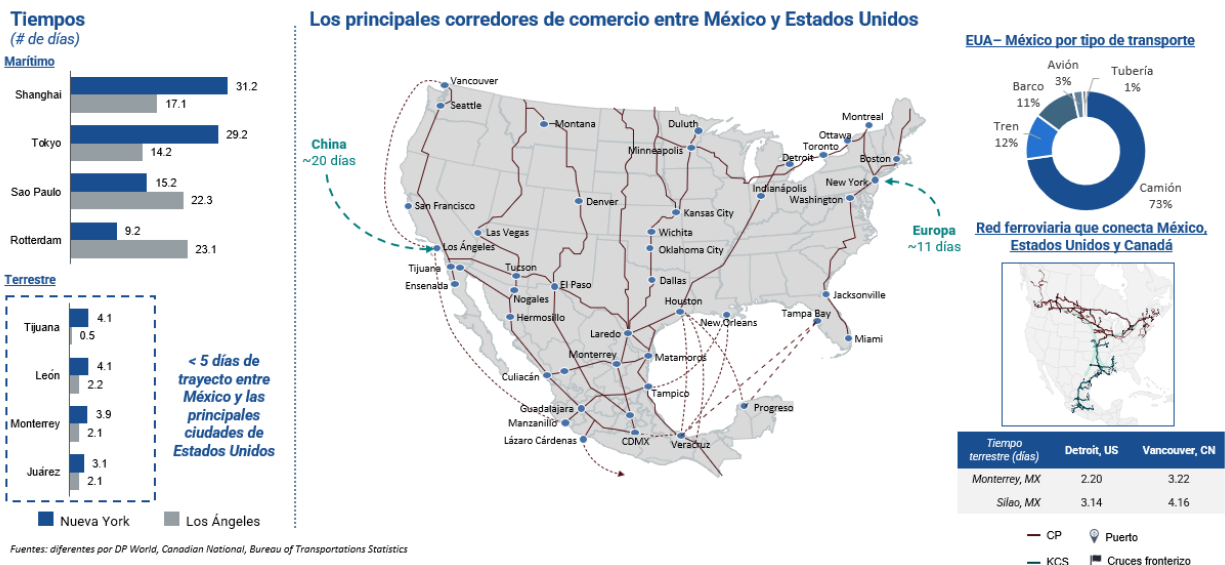 Tiempos
(# de días)
Marítimo
Shanghai
31.2
17.1
Tokyo
29.2
14.2
Sao Paulo
15.2
22.3
Rotterdam
9.2
23.1
Terrestre
Tijuana
4.1
0.5
León
4.1
2.2
Monterrey
3.9
2.1
Juárez
3.1
2.1
< 5 días de
trayecto entre
México y las
principales
ciudades de
Estados Unidos
Nueva York
Los Ángeles
Fuentes: diferentes por DP World, Canadian National, Bureau of Transportations Statistics
Los principales corredores de comercio entre México y Estados Unidos
China
~20 días
Vancouver
Seattle
Montana
Duluth
Minneapolis
Montreal
Ottawa
Toronto
Detroit
Boston
New York
Indianápolis
Washington
San Francisco
Denver
Kansas City
Las Vegas
Wichita
Los Ángeles
Oklahoma City
Europa
~11 días
Tijuana
Ensenada
Tucson
Nogales
El Paso
Dallas
Houston
Jacksonville
Tampa Bay
New Orleans
Hermosillo
Laredo
Miami
Monterrey
Matamoros
Culiacán
Tampico
Guadalajara
Manzanillo
Progreso
Lázaro Cárdenas
CDMX
Veracruz
EUA– México por tipo de transporte
Avión
3%
Tubería
1%
Barco
11%
Tren
12%
Camión
73%
Red ferroviaria que conecta México,
Estados Unidos y Canadá
Tiempo
terrestre (días)
Detroit, US
Vancouver, CN
Monterrey, MX
2.20
3.22
Silao, MX
3.14
4.16
CP
Puerto
KCS
Cruces fronterizo